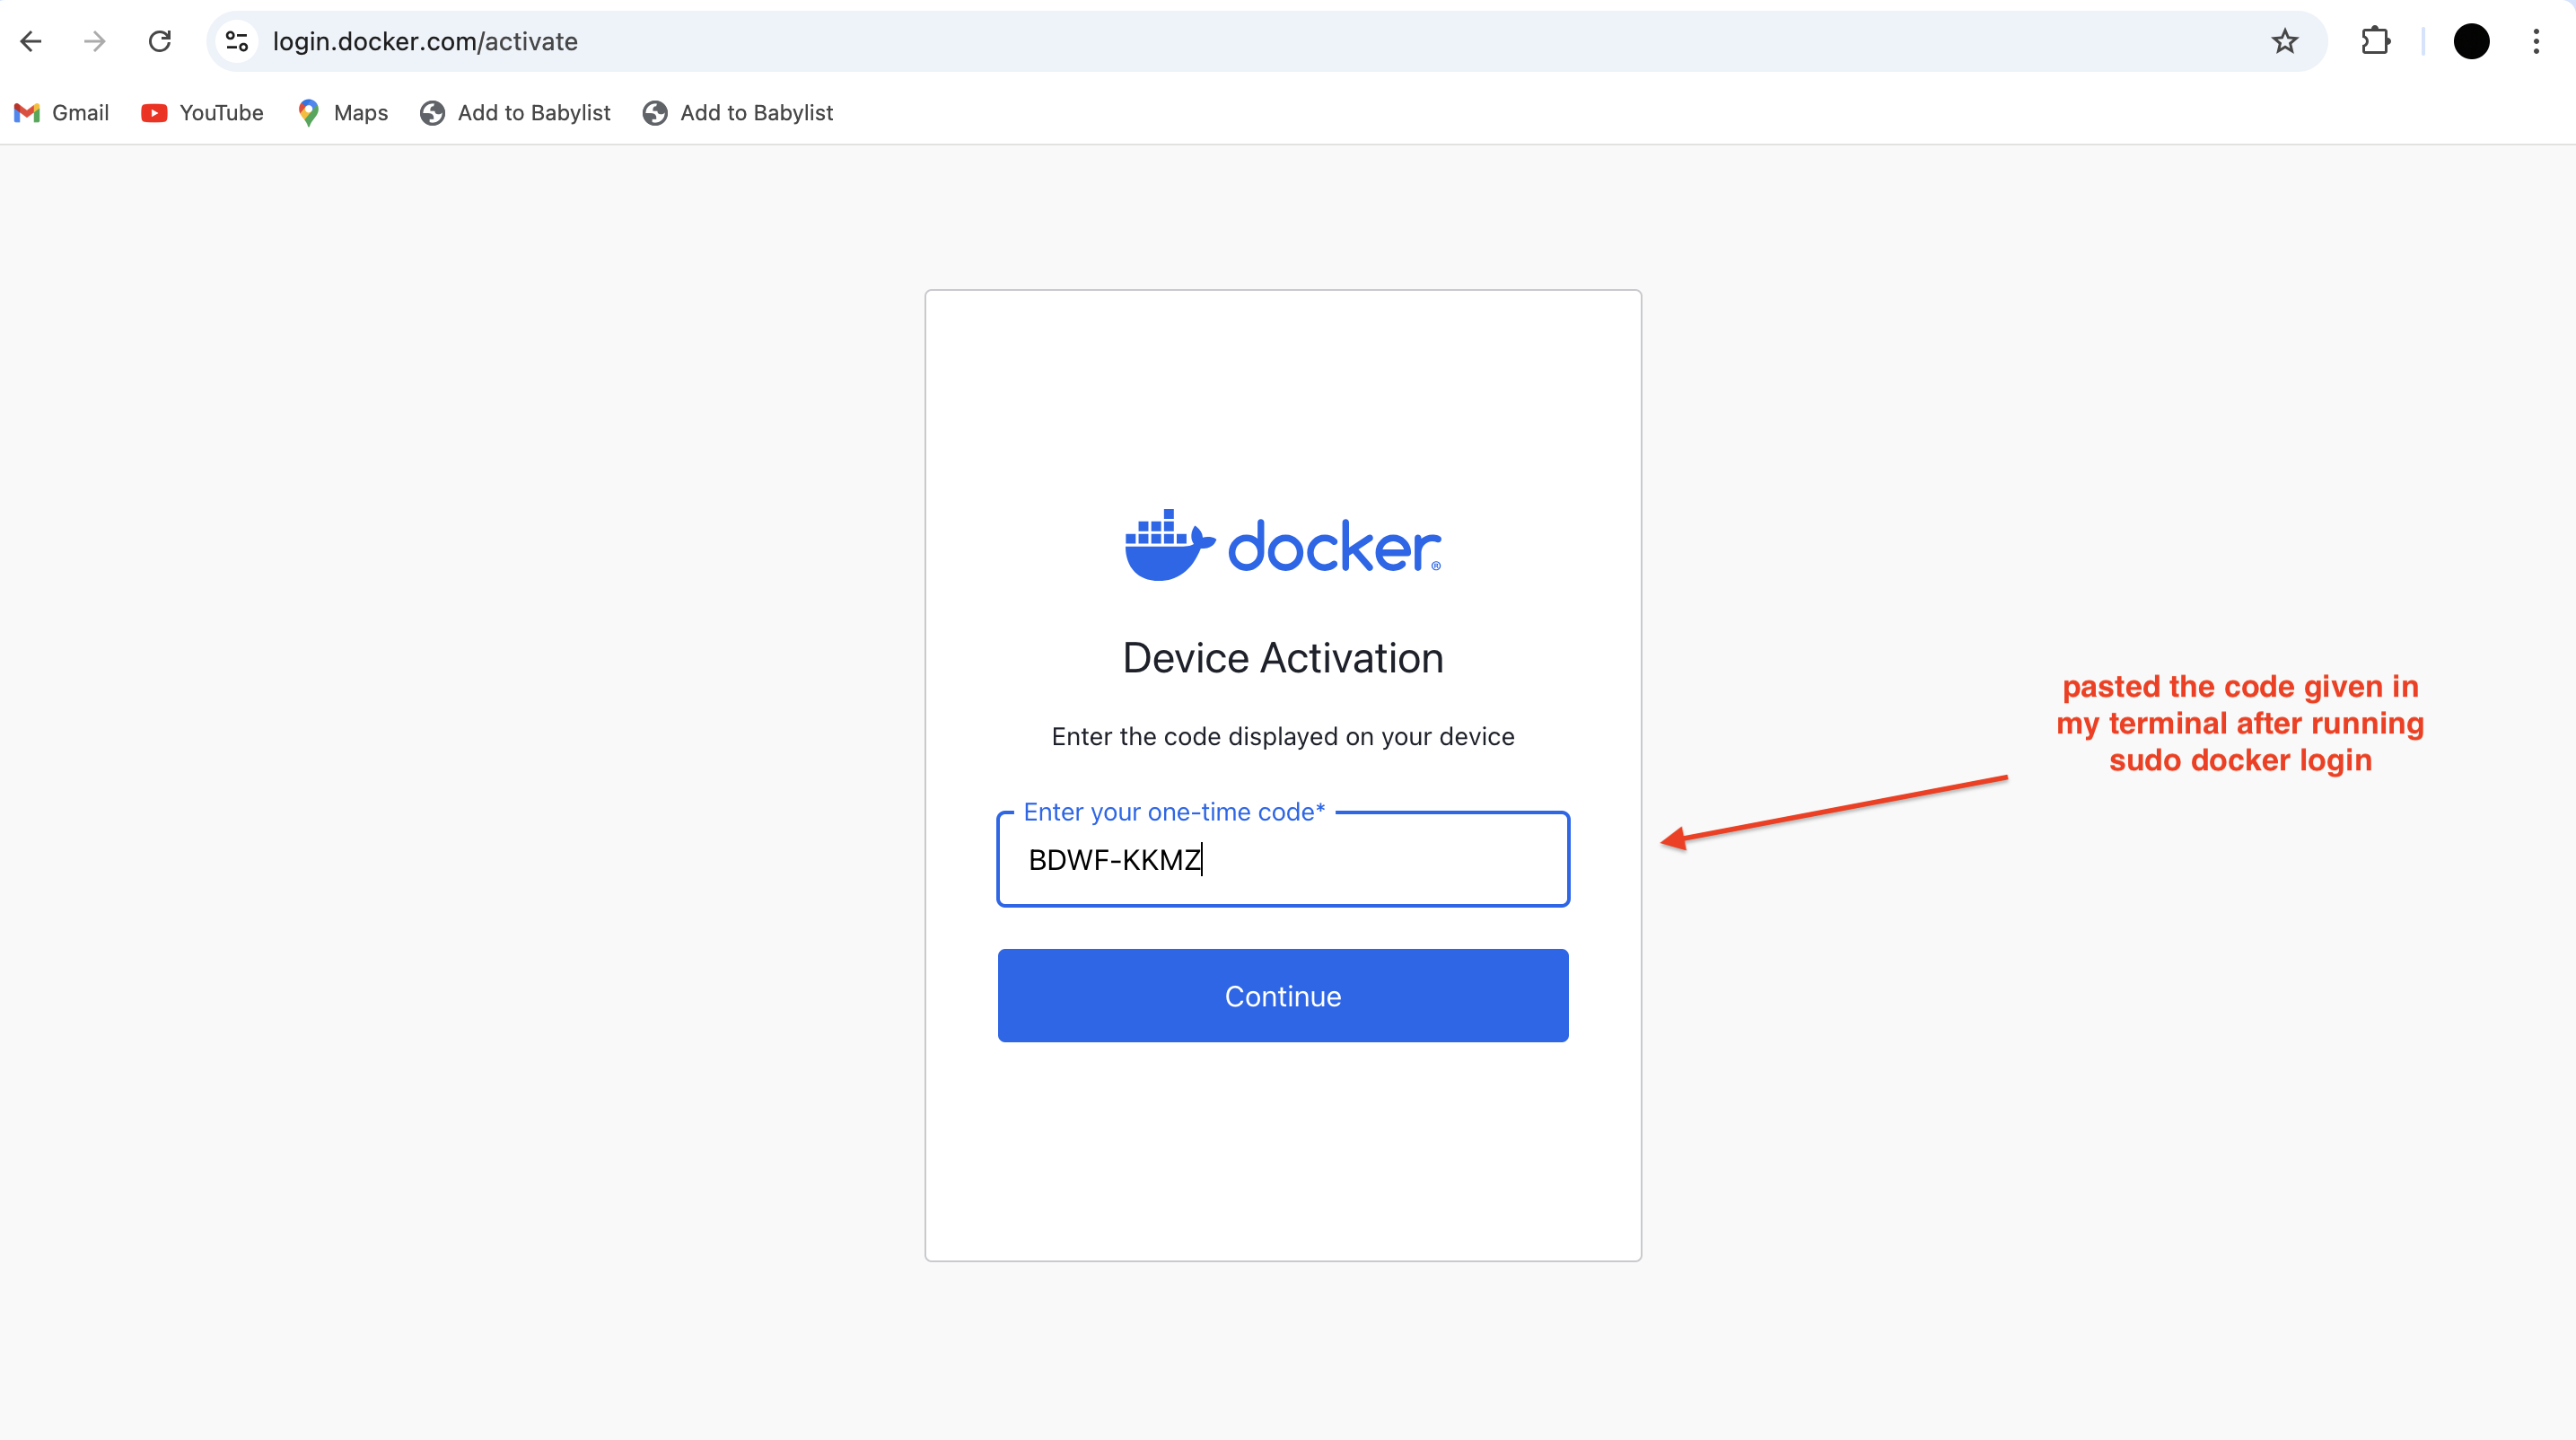 login.docker.com/activate
Gmail YouTube Maps Add to Babylist Add to Babylist
docker®
Device Activation
Enter the code displayed on your device
Enter your one-time code*
BDWF-KKMZ
Continue
pasted the code given in
my terminal after running
sudo docker login